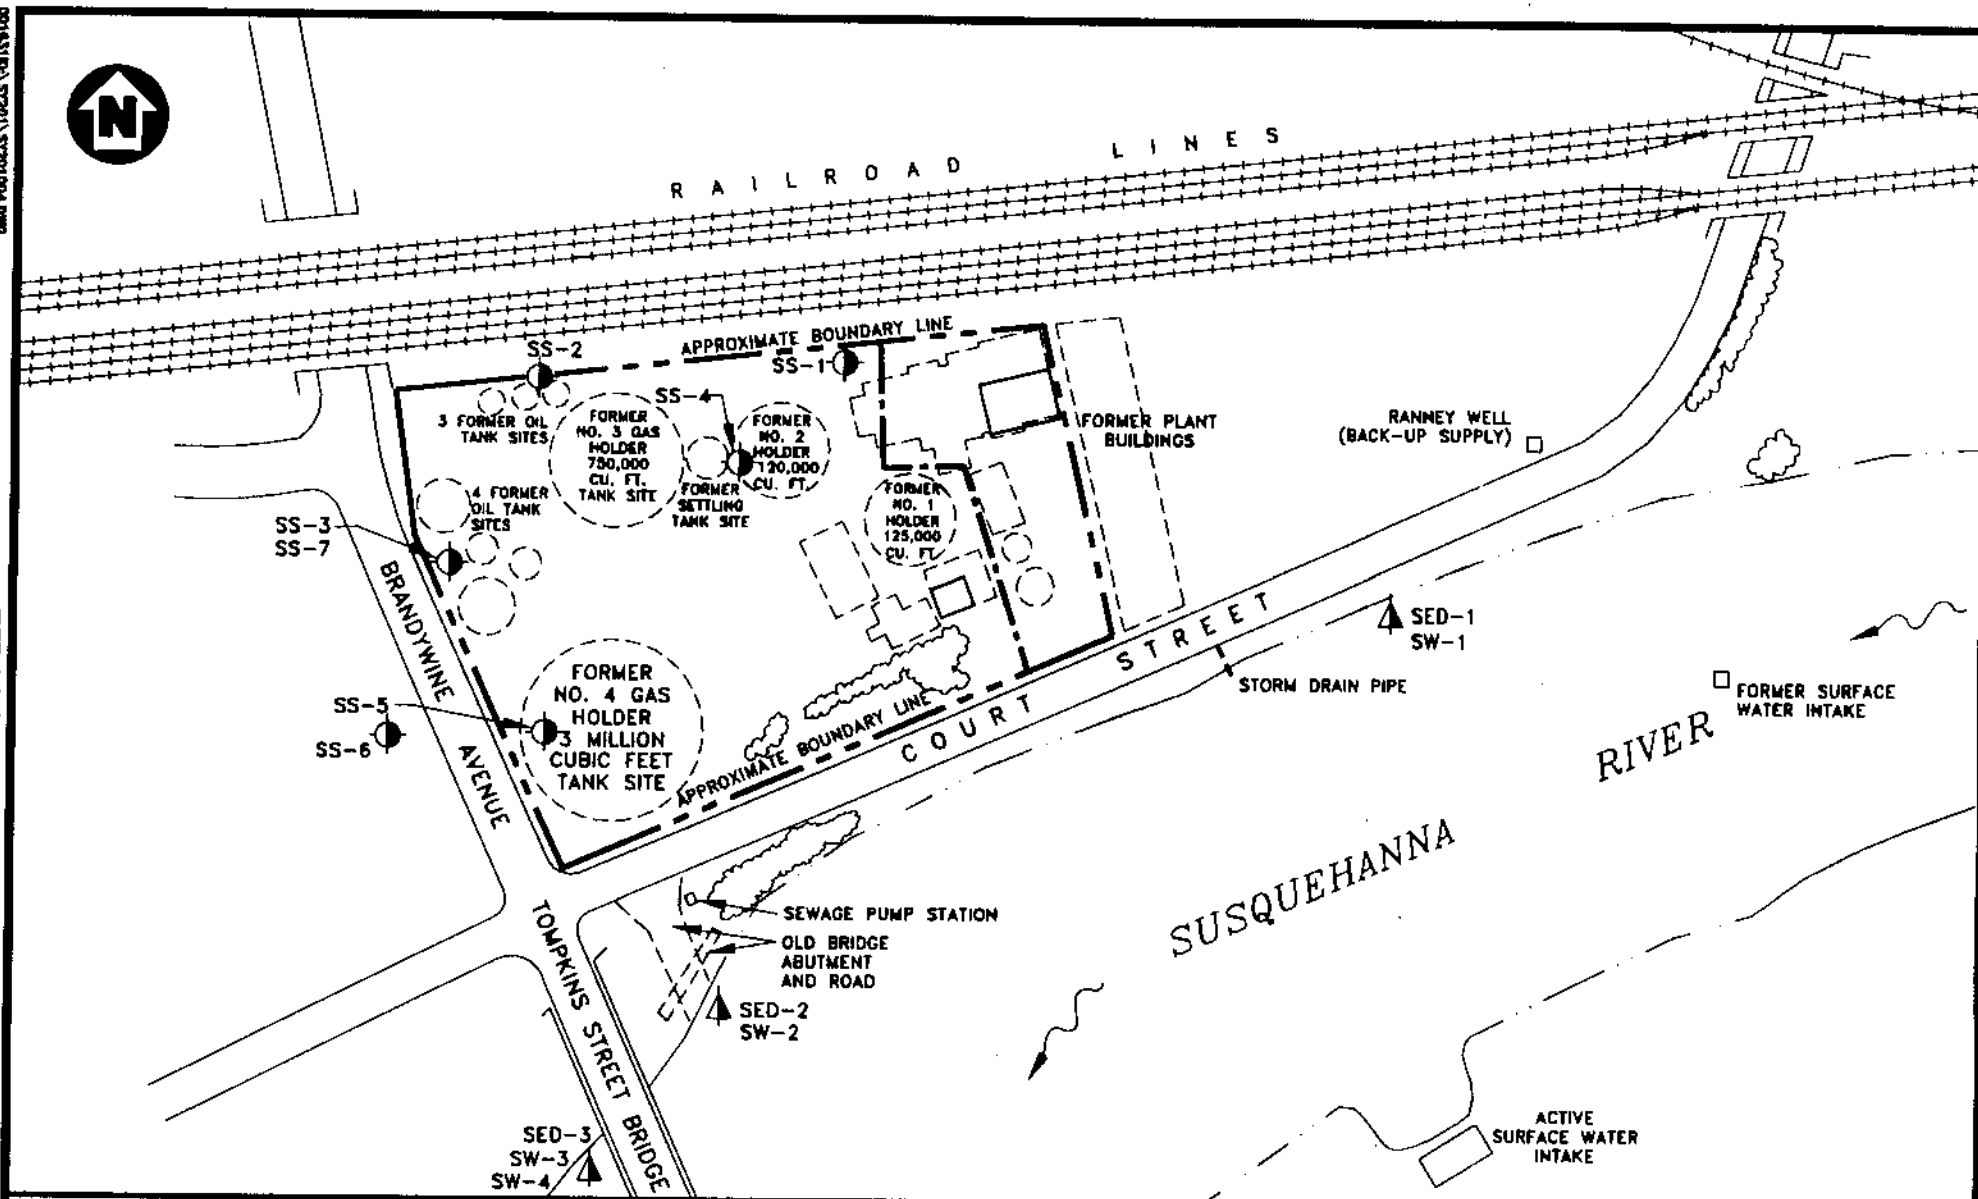 N
RAILROAD LINES
APPROXIMATE BOUNDARY LINE
SS-2
SS-1
SS-4
3 FORMER OIL
TANK SITES
FORMER
NO. 3 GAS
HOLDER
750,000
CU. FT.
TANK SITE
FORMER
NO. 2
HOLDER
120,000
CU. FT.
FORMER
SETTLING
TANK SITE
FORMER PLANT
BUILDINGS
RANNEY WELL
(BACK-UP SUPPLY)
4 FORMER
OIL TANK
SITES
FORMER
NO. 1
HOLDER
125,000
CU. FT.
SS-3
SS-7
BRANDYWINE
AVENUE
SS-5
SS-6
FORMER
NO. 4 GAS
HOLDER
3 MILLION
CUBIC FEET
TANK SITE
APPROXIMATE BOUNDARY LINE
COURT STREET
SED-1
SW-1
STORM DRAIN PIPE
FORMER SURFACE
WATER INTAKE
SUSQUEHANNA RIVER
SEWAGE PUMP STATION
OLD BRIDGE
ABUTMENT
AND ROAD
TOMPKINS STREET BRIDGE
SED-2
SW-2
SED-3
SW-3
SW-4
ACTIVE
SURFACE WATER
INTAKE